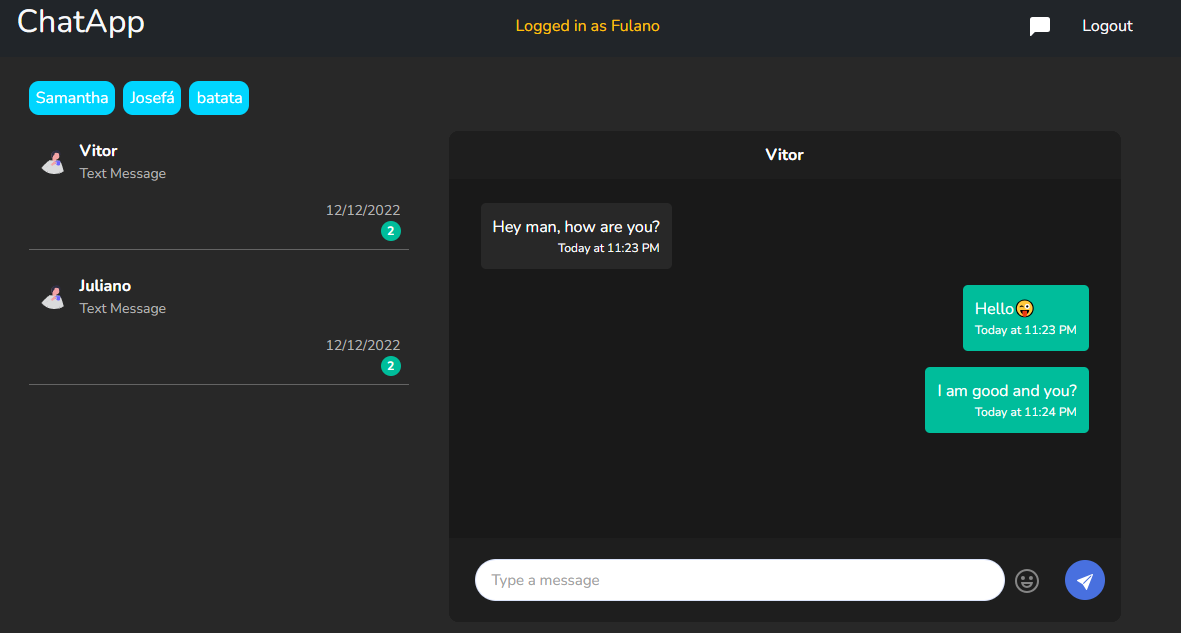 ChatApp
Logged in as Fulano
Logout
Samantha
Josefá
batata
Vitor
Text Message
12/12/2022
2
Juliano
Text Message
12/12/2022
2
Vitor
Hey man, how are you?
Today at 11:23 PM
Hello😜
Today at 11:23 PM
I am good and you?
Today at 11:24 PM
Type a message